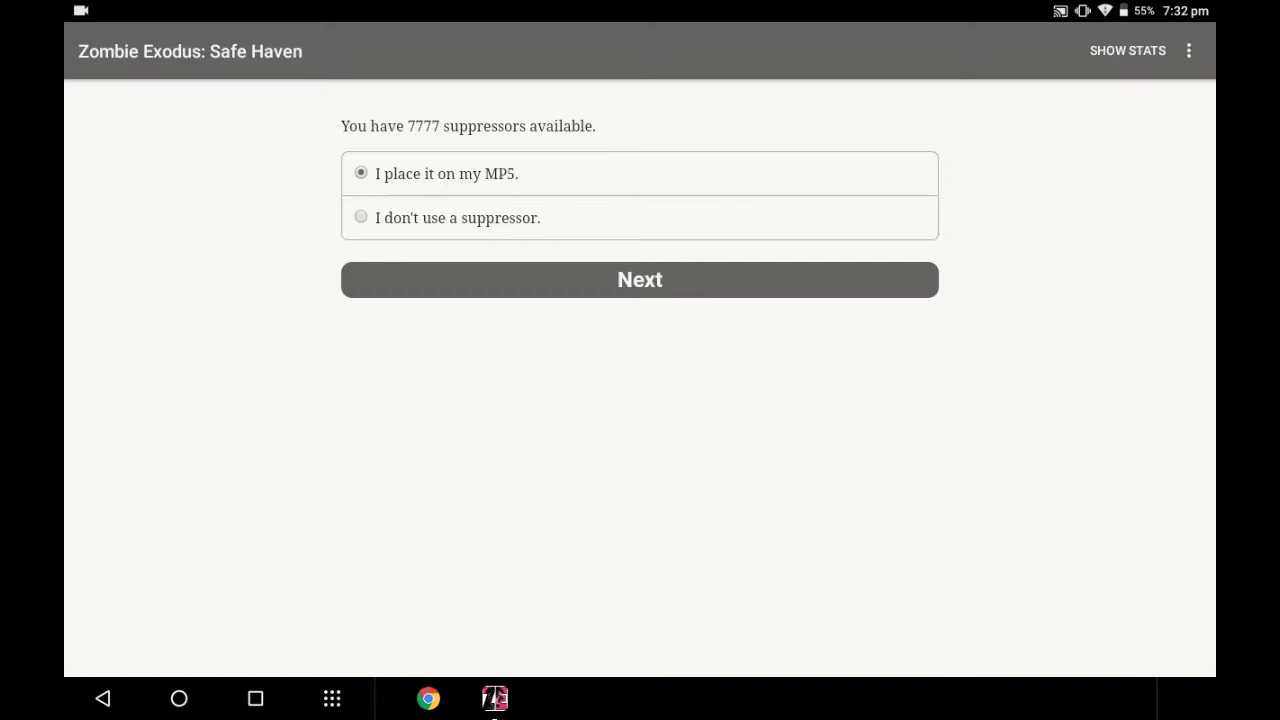 55% 7:32 pm
Zombie Exodus: Safe Haven
SHOW STATS
You have 7777 suppressors available.
I place it on my MP5.
I don't use a suppressor.
Next
ZE